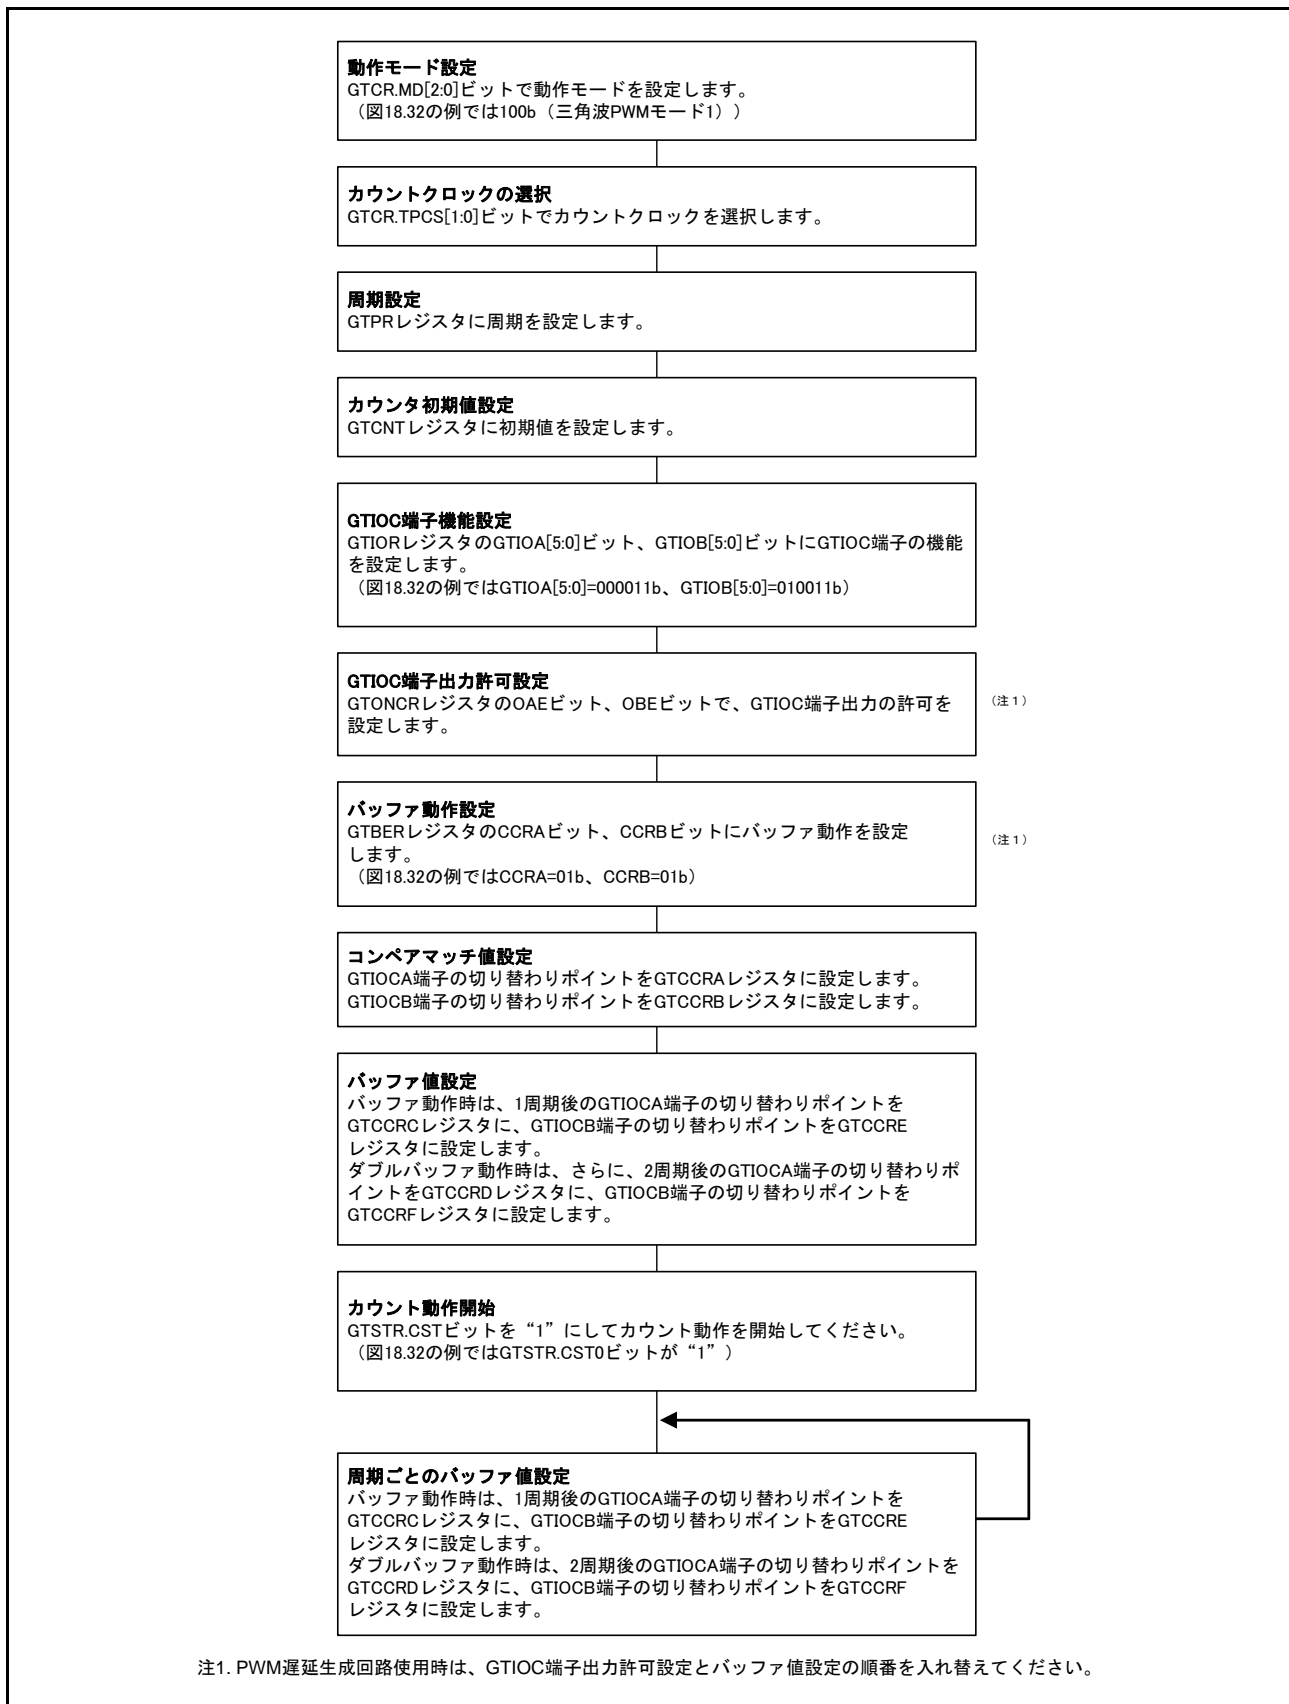 動作モード設定
GTCR.MD[2:0]ビットで動作モードを設定します。
（図18.32の例では100b（三角波PWMモード1））
カウントクロックの選択
GTCR.TPCS[1:0]ビットでカウントクロックを選択します。
周期設定
GTPRレジスタに周期を設定します。
カウンタ初期値設定
GTCNTレジスタに初期値を設定します。
GTIOC端子機能設定
GTIORレジスタのGTIOA[5:0]ビット、GTIOB[5:0]ビットにGTIOC端子の機能
を設定します。
（図18.32の例ではGTIOA[5:0]=000011b、GTIOB[5:0]=010011b）
GTIOC端子出力許可設定
GTONCRレジスタのOAEビット、OBEビットで、GTIOC端子出力の許可を
設定します。
（注１）
バッファ動作設定
GTBERレジスタのCCRAビット、CCRBビットにバッファ動作を設定
します。
（図18.32の例ではCCRA=01b、CCRB=01b）
（注１）
コンペアマッチ値設定
GTIOCA端子の切り替わりポイントをGTCCRAレジスタに設定します。
GTIOCB端子の切り替わりポイントをGTCCRBレジスタに設定します。
バッファ値設定
バッファ動作時は、1周期後のGTIOCA端子の切り替わりポイントを
GTCCRCレジスタに、GTIOCB端子の切り替わりポイントをGTCCRE
レジスタに設定します。
ダブルバッファ動作時は、さらに、2周期後のGTIOCA端子の切り替わりポ
イントをGTCCRDレジスタに、GTIOCB端子の切り替わりポイントを
GTCCRFレジスタに設定します。
カウント動作開始
GTSTR.CSTビットを“1”にしてカウント動作を開始してください。
（図18.32の例ではGTSTR.CST0ビットが“1”）
周期ごとのバッファ値設定
バッファ動作時は、1周期後のGTIOCA端子の切り替わりポイントを
GTCCRCレジスタに、GTIOCB端子の切り替わりポイントをGTCCRE
レジスタに設定します。
ダブルバッファ動作時は、2周期後のGTIOCA端子の切り替わりポイントを
GTCCRDレジスタに、GTIOCB端子の切り替わりポイントをGTCCRF
レジスタに設定します。
注1. PWM遅延生成回路使用時は、GTIOC端子出力許可設定とバッファ値設定の順番を入れ替えてください。